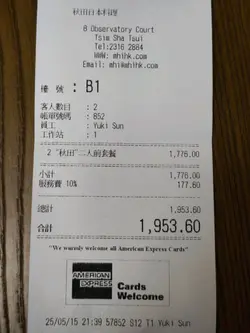 秋田日本料理
8 Observatory Court
Tsim Sha Tsui
Tel:2316 2884
WWW: mhihk.com
Email: mhi@mhihk.com
檯 號 : B1
客人數目 : 2
帳單號碼 : 852
員工 : Yuki Sun
工作站 : 1
2 "秋田"二人前套餐 1,776.00
小計 1,776.00
服務費 10% 177.60
總計 1,953.60
合計 1,953.60
"We warmly welcome all American Express Cards"
AMERICAN EXPRESS
Cards
Welcome
25/05/15 21:39 57852 S12 T1 Yuki Sun